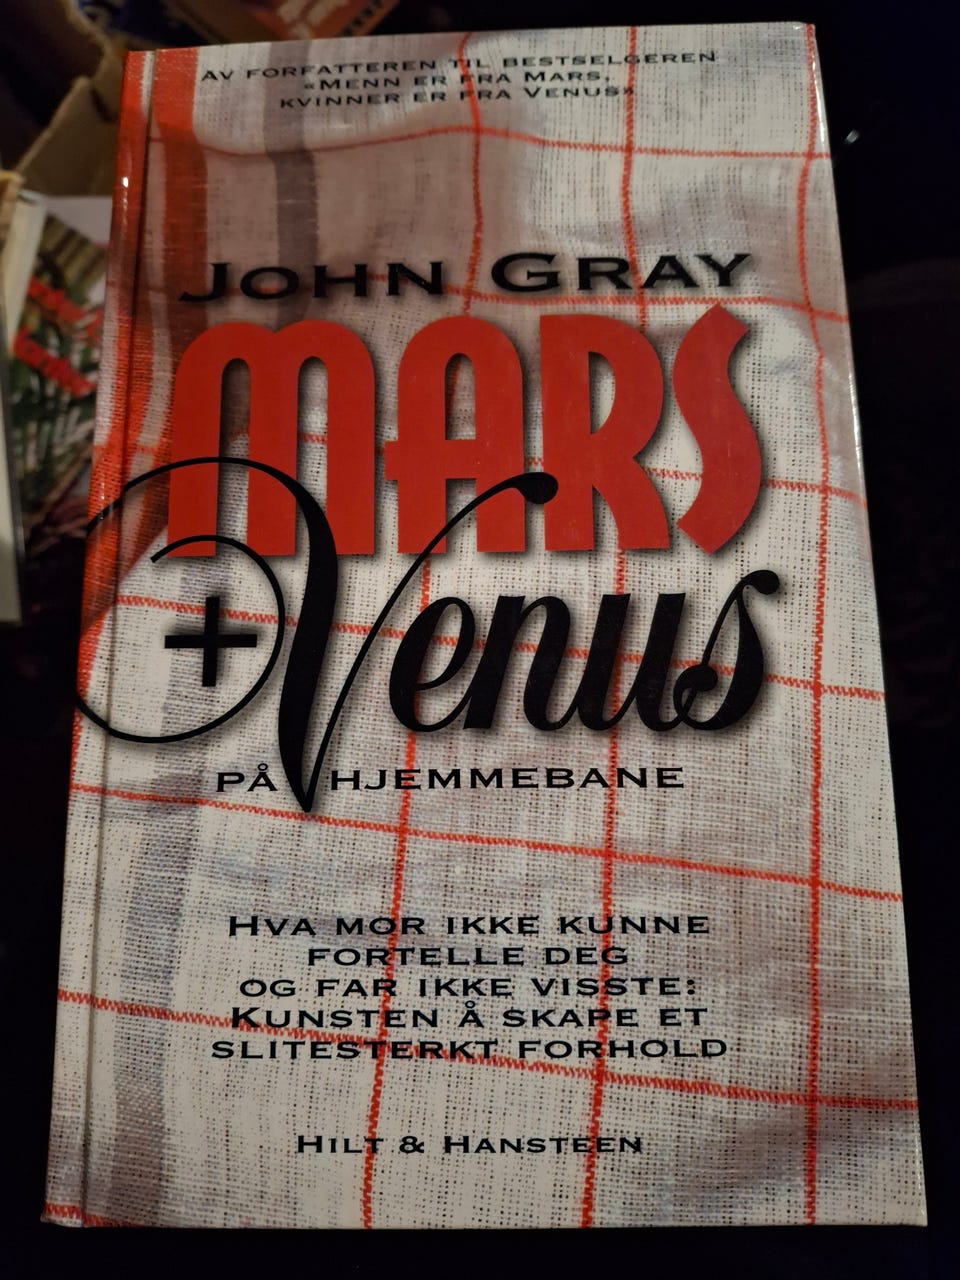 AV FORFATTEREN TIL BESTSELGEREN
«MENN ER FRA MARS,
KVINNER ER FRA VENUS»
JOHN GRAY
MARS
+ Venus
PÅ HJEMMEBANE
HVA MOR IKKE KUNNE
FORTELLE DEG
OG FAR IKKE VISSTE:
KUNSTEN Å SKAPE ET
SLITESTERKT FORHOLD
HILT & HANSTEEN